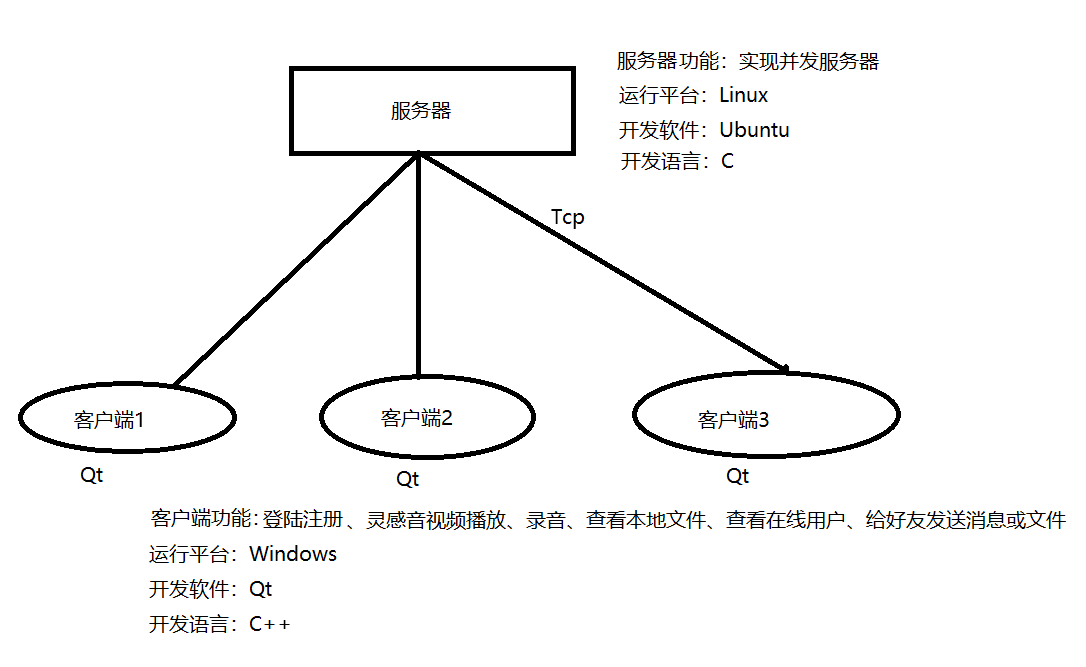 服务器功能：实现并发服务器
服务器
运行平台：Linux
开发软件：Ubuntu
开发语言：C
Tcp
客户端1
客户端2
客户端3
Qt
Qt
Qt
客户端功能：登陆注册、灵感音视频播放、录音、查看本地文件、查看在线用户、给好友发送消息或文件
运行平台：Windows
开发软件：Qt
开发语言：C++